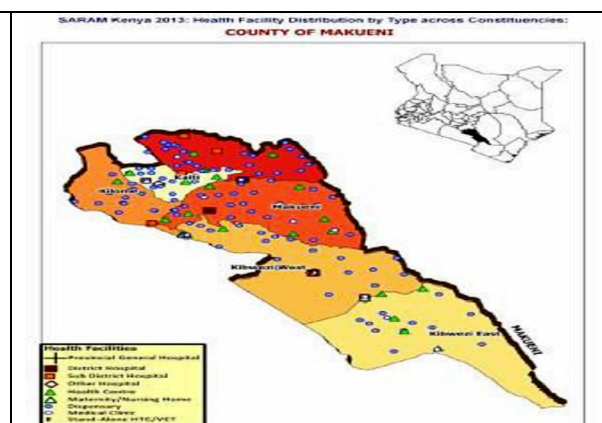 SARAM Kenya 2013: Health Facility Distribution by Type across Constituencies:
COUNTY OF MAKUENI
Kaiti
Kilome
Makueni
Kibwezi West
Kibwezi East
MAKUENI
Health Facilities
Provincial General Hospital
District Hospital
Sub District Hospital
Other Hospital
Health Centre
Maternity/Nursing Home
Dispensary
Medical Clinic
Stand-Alone HTC/VCT